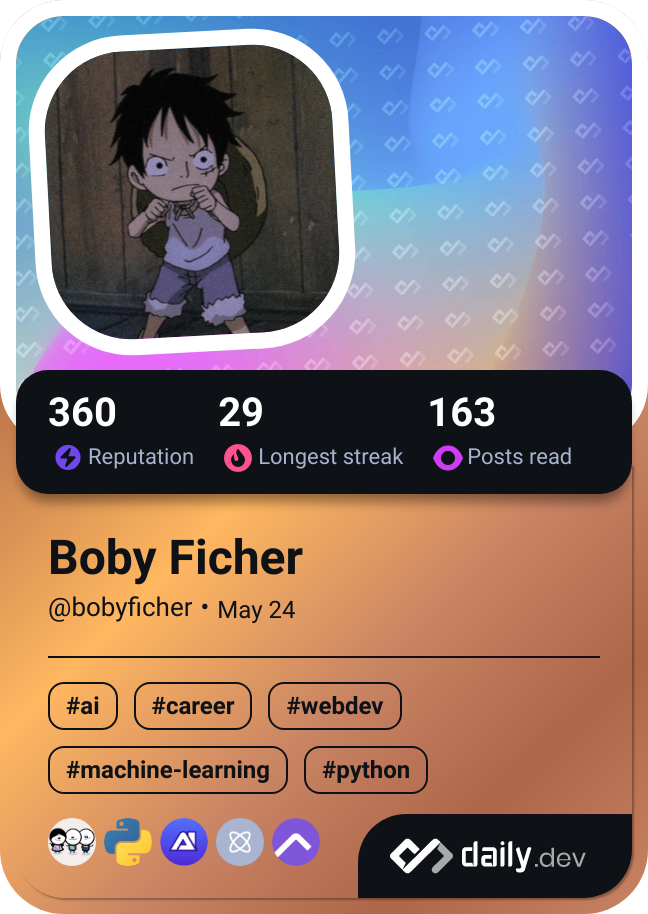 360 29 163
Reputation Longest streak Posts read
Boby Ficher
@bobyficher • May 24
#ai #career #webdev
#machine-learning #python
AI
daily.dev